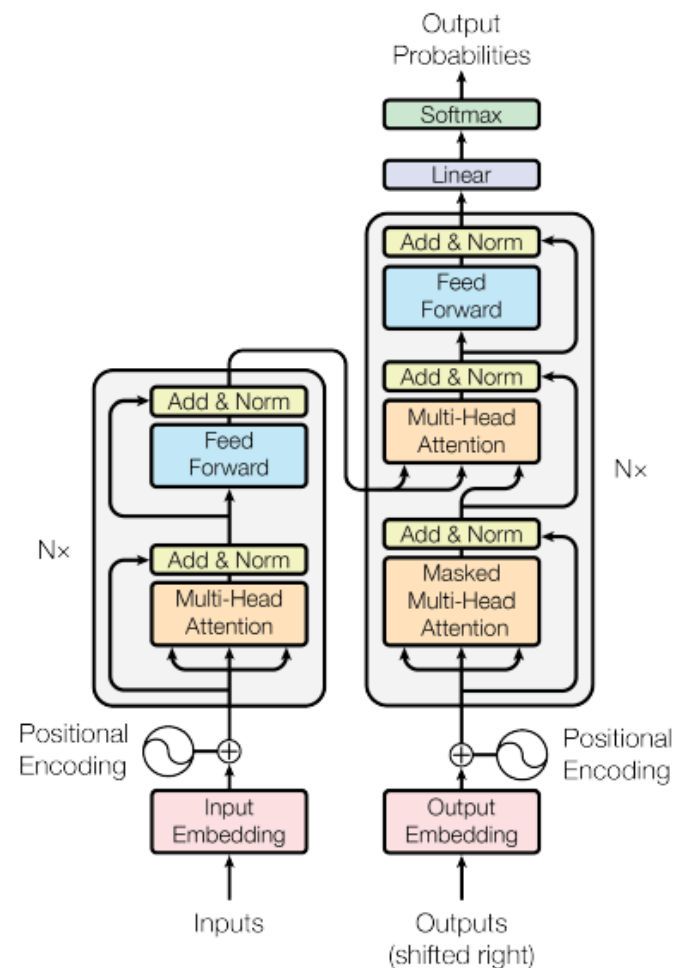 Output
Probabilities
Softmax
Linear
Add & Norm
Feed
Forward
Add & Norm
Multi-Head
Attention
Add & Norm
Masked
Multi-Head
Attention
Nx
Add & Norm
Feed
Forward
Add & Norm
Multi-Head
Attention
Nx
Positional
Encoding
Positional
Encoding
Input
Embedding
Output
Embedding
Inputs
Outputs
(shifted right)